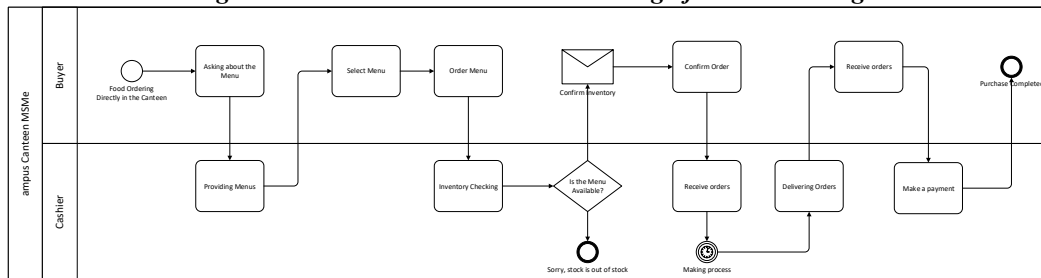 ampus Canteen MSMe
Buyer
Cashier
Food Ordering
Directly in the Canteen
Asking about the
Menu
Select Menu
Order Menu
Confirm Inventory
Confirm Order
Receive orders
Purchase Completed
Providing Menus
Inventory Checking
Is the Menu
Available?
Sorry, stock is out of stock
Receive orders
Making process
Delivering Orders
Make a payment